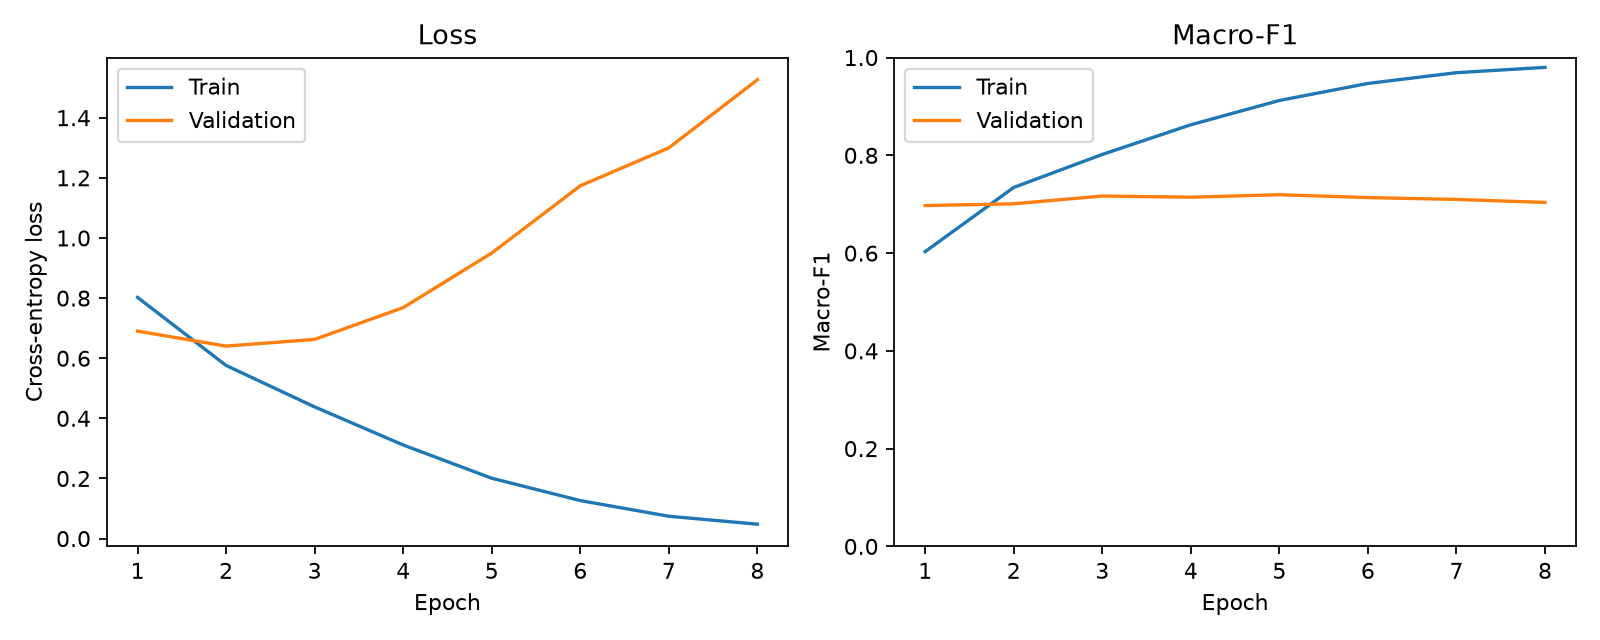 Loss
Train
Validation
Cross-entropy loss
1.4
1.2
1.0
0.8
0.6
0.4
0.2
0.0
1 2 3 4 5 6 7 8
Epoch
Macro-F1
Train
Validation
Macro-F1
1.0
0.8
0.6
0.4
0.2
0.0
1 2 3 4 5 6 7 8
Epoch